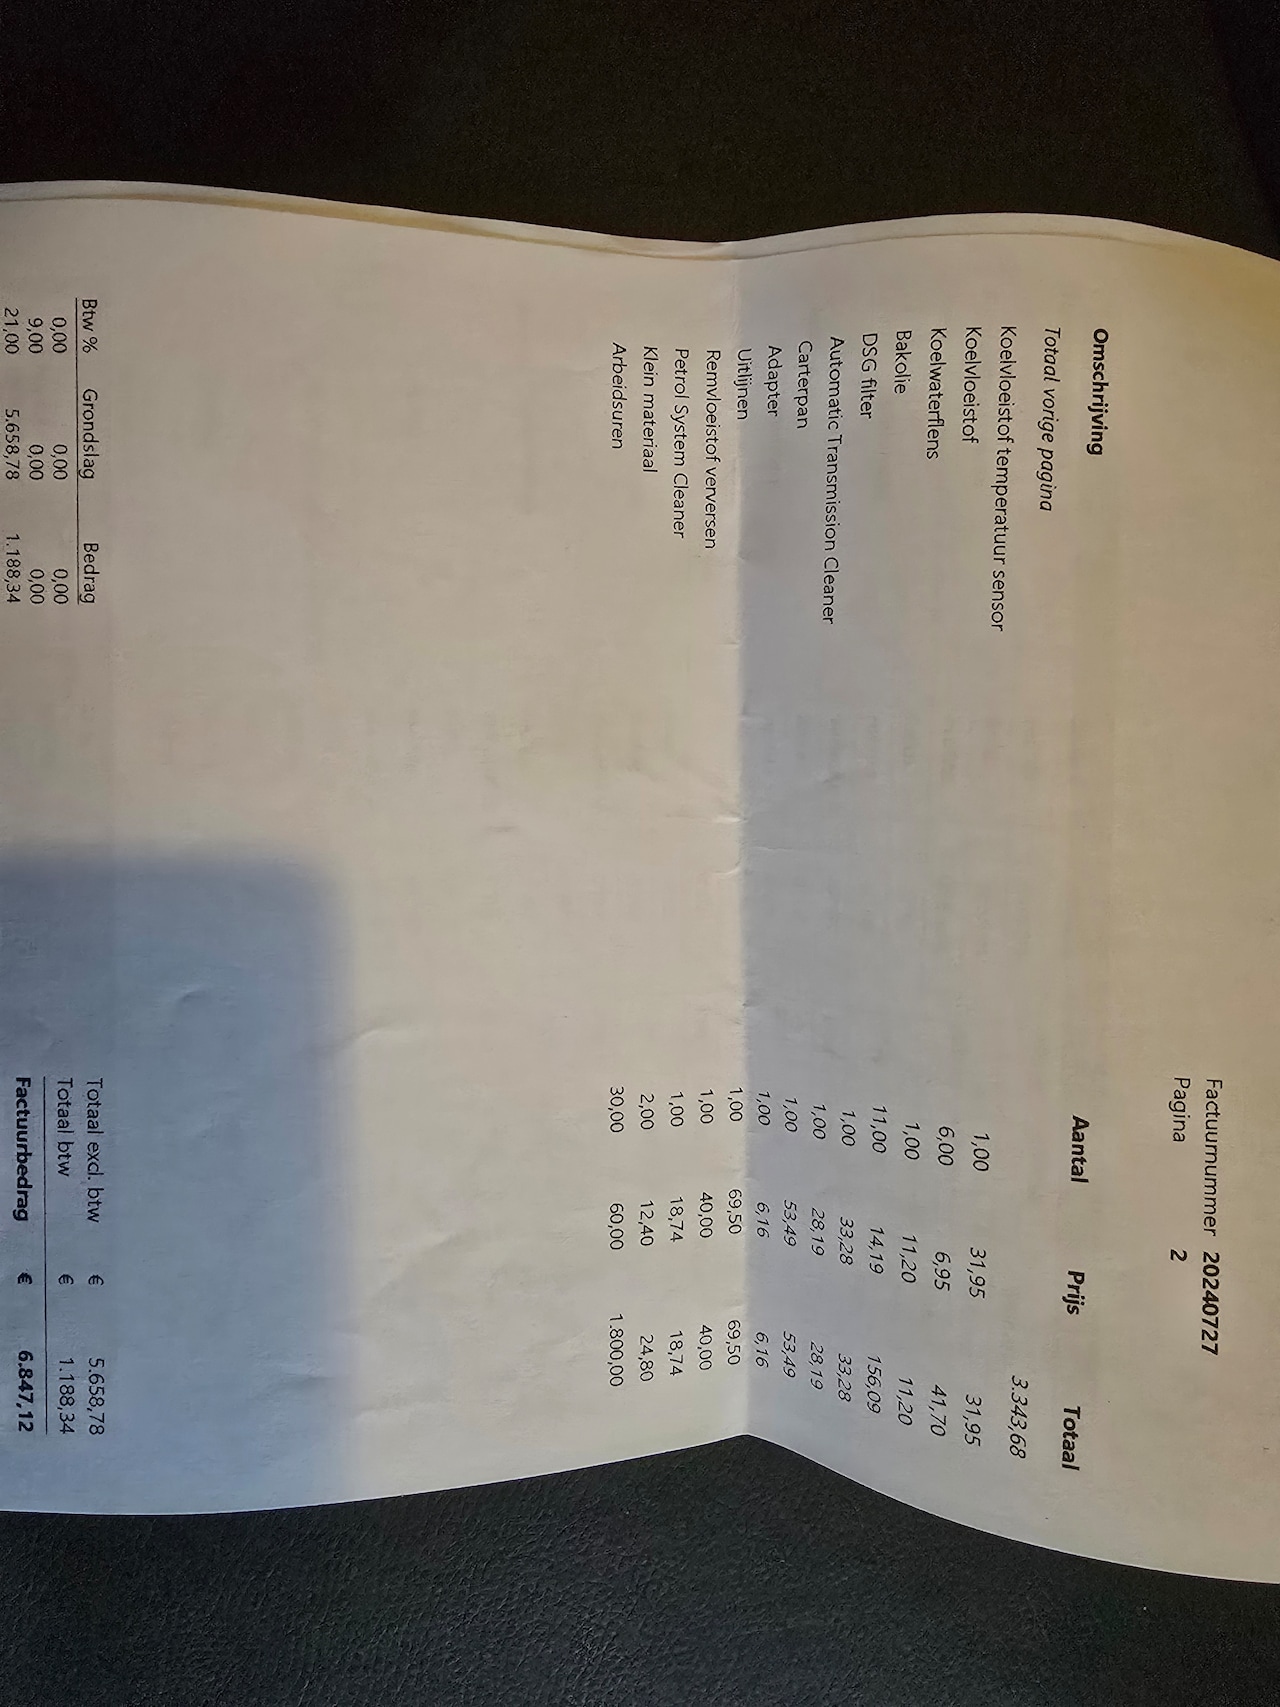 Factuurnummer 20240727
Pagina 2
Omschrijving Aantal Prijs Totaal
Totaal vorige pagina 3.343,68
Koelvloeistof temperatuur sensor 1,00 31,95 31,95
Koelvloeistof 6,00 6,95 41,70
Koelwaterflens 1,00 11,20 11,20
Bakolie 11,00 14,19 156,09
DSG filter 1,00 33,28 33,28
Automatic Transmission Cleaner 1,00 28,19 28,19
Carterpan 1,00 53,49 53,49
Adapter 1,00 6,16 6,16
Uitlijnen 1,00 69,50 69,50
Remvloeistof verversen 1,00 40,00 40,00
Petrol System Cleaner 1,00 18,74 18,74
Klein materiaal 2,00 12,40 24,80
Arbeidsuren 30,00 60,00 1.800,00
Btw % Grondslag Bedrag Totaal excl. btw € 5.658,78
0,00 0,00 0,00 Totaal btw € 1.188,34
9,00 0,00 0,00
21,00 5.658,78 1.188,34 Factuurbedrag € 6.847,12